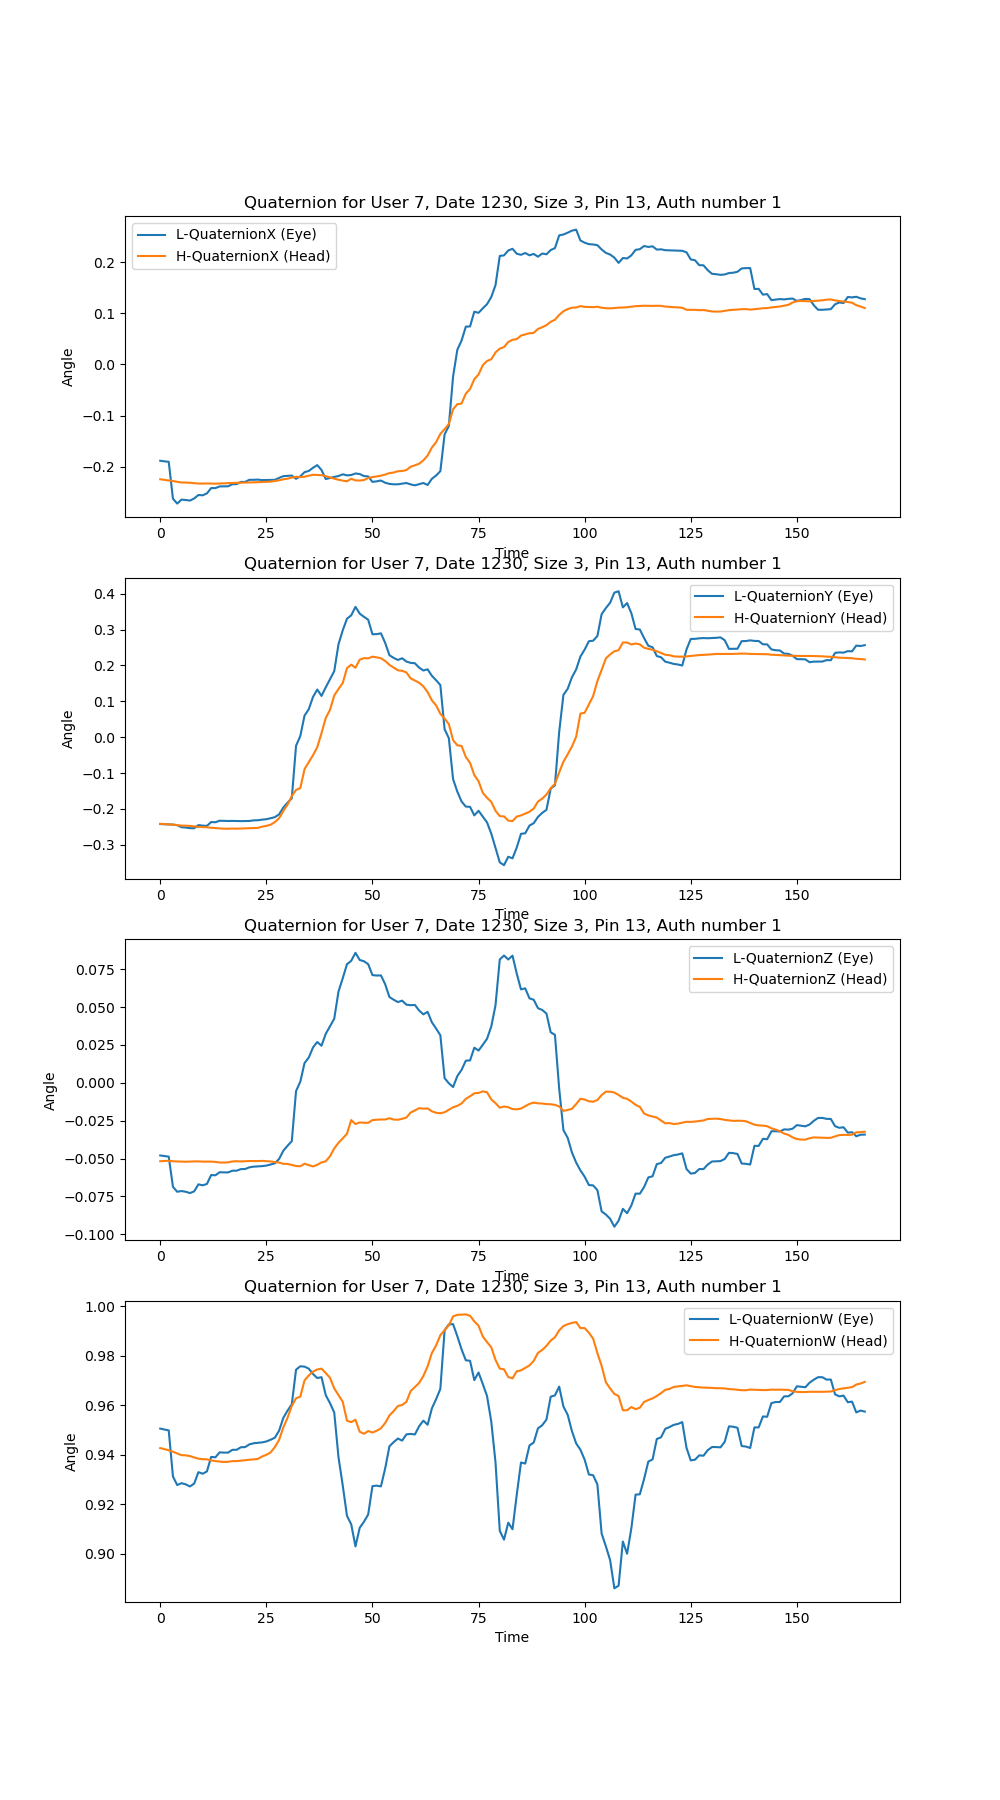 Quaternion for User 7, Date 1230, Size 3, Pin 13, Auth number 1
L-QuaternionX (Eye)
H-QuaternionX (Head)
Angle
0.2
0.1
0.0
−0.1
−0.2
0 25 50 75 100 125 150
Time
Quaternion for User 7, Date 1230, Size 3, Pin 13, Auth number 1
L-QuaternionY (Eye)
H-QuaternionY (Head)
Angle
0.4
0.3
0.2
0.1
0.0
−0.1
−0.2
−0.3
0 25 50 75 100 125 150
Time
Quaternion for User 7, Date 1230, Size 3, Pin 13, Auth number 1
L-QuaternionZ (Eye)
H-QuaternionZ (Head)
Angle
0.075
0.050
0.025
0.000
−0.025
−0.050
−0.075
−0.100
0 25 50 75 100 125 150
Time
Quaternion for User 7, Date 1230, Size 3, Pin 13, Auth number 1
L-QuaternionW (Eye)
H-QuaternionW (Head)
Angle
1.00
0.98
0.96
0.94
0.92
0.90
0 25 50 75 100 125 150
Time